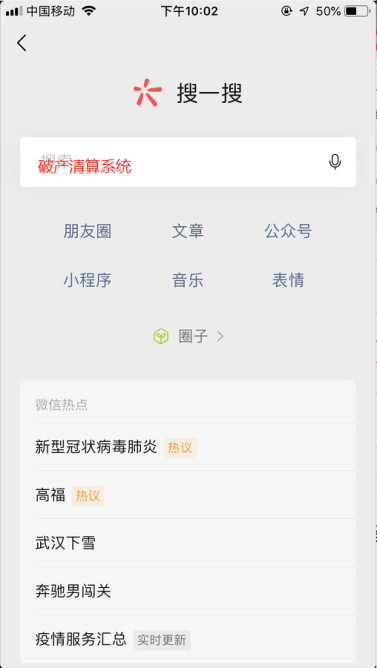 中国移动 下午10:02 50%
搜一搜
搜索
破产清算系统
朋友圈 文章 公众号
小程序 音乐 表情
圈子
微信热点
新型冠状病毒肺炎 热议
高福 热议
武汉下雪
奔驰男闯关
疫情服务汇总 实时更新